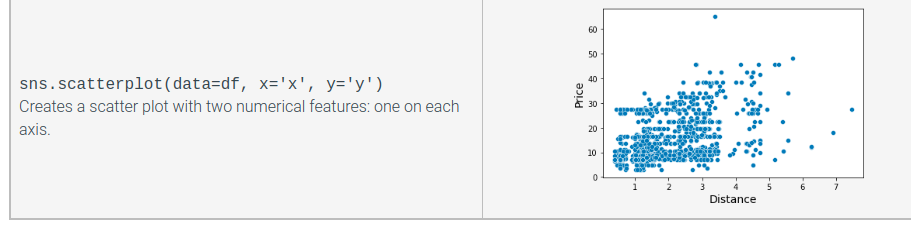 sns.scatterplot(data=df, x='x', y='y')
Creates a scatter plot with two numerical features: one on each
axis.
60
50
40
30
20
10
0
Price
1 2 3 4 5 6 7
Distance